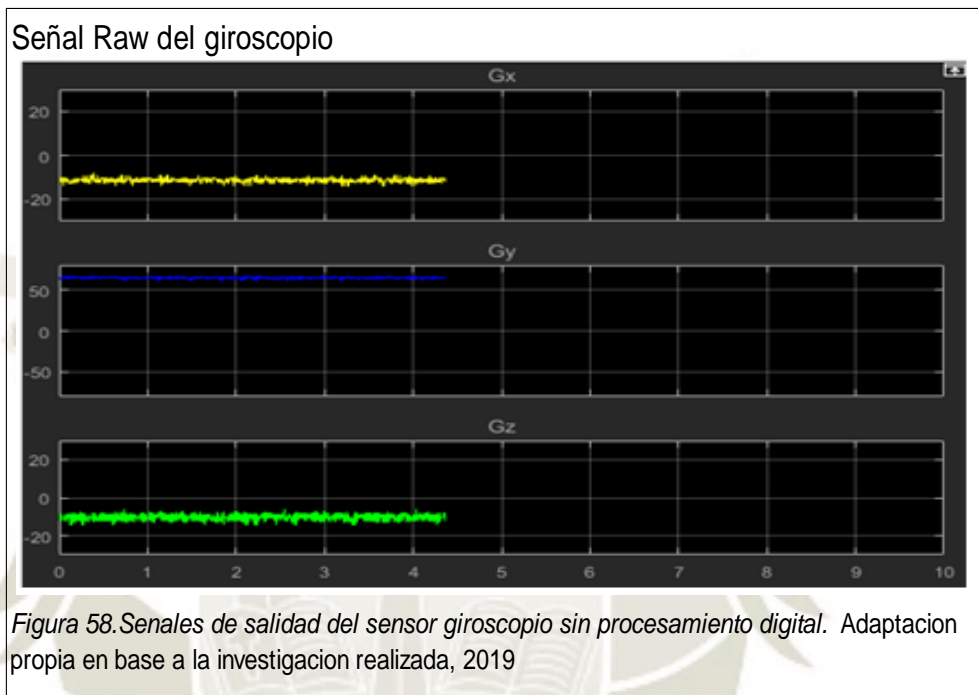 Señal Raw del giroscopio
Gx
20
0
-20
Gy
50
0
-50
Gz
20
0
-20
0 1 2 3 4 5 6 7 8 9 10
Figura 58.Senales de salidad del sensor giroscopio sin procesamiento digital. Adaptacion
propia en base a la investigacion realizada, 2019